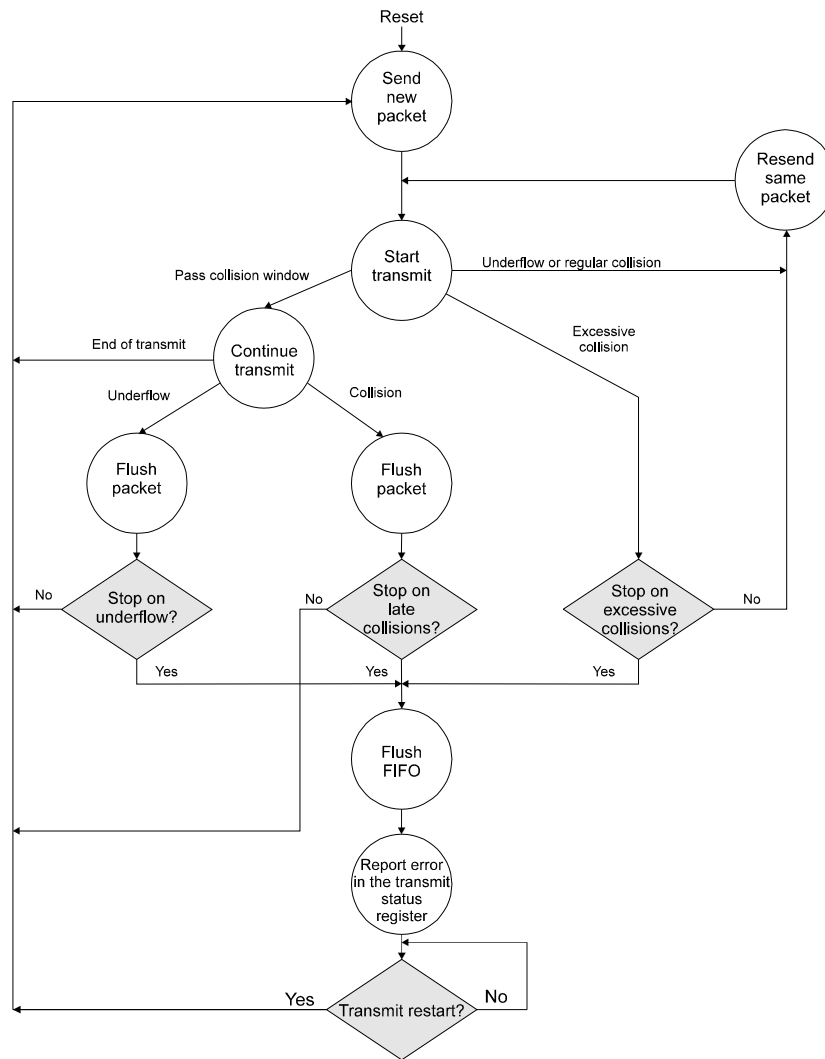 Reset
Send
new
packet
Resend
same
packet
Start
transmit
Pass collision window
Underflow or regular collision
Excessive
collision
End of transmit
Continue
transmit
Underflow
Collision
Flush
packet
Flush
packet
No
Stop on
underflow?
No
Stop on
late
collisions?
Stop on
excessive
collisions?
No
Yes
Yes
Yes
Flush
FIFO
Report error
in the transmit
status
register
Yes
Transmit restart?
No